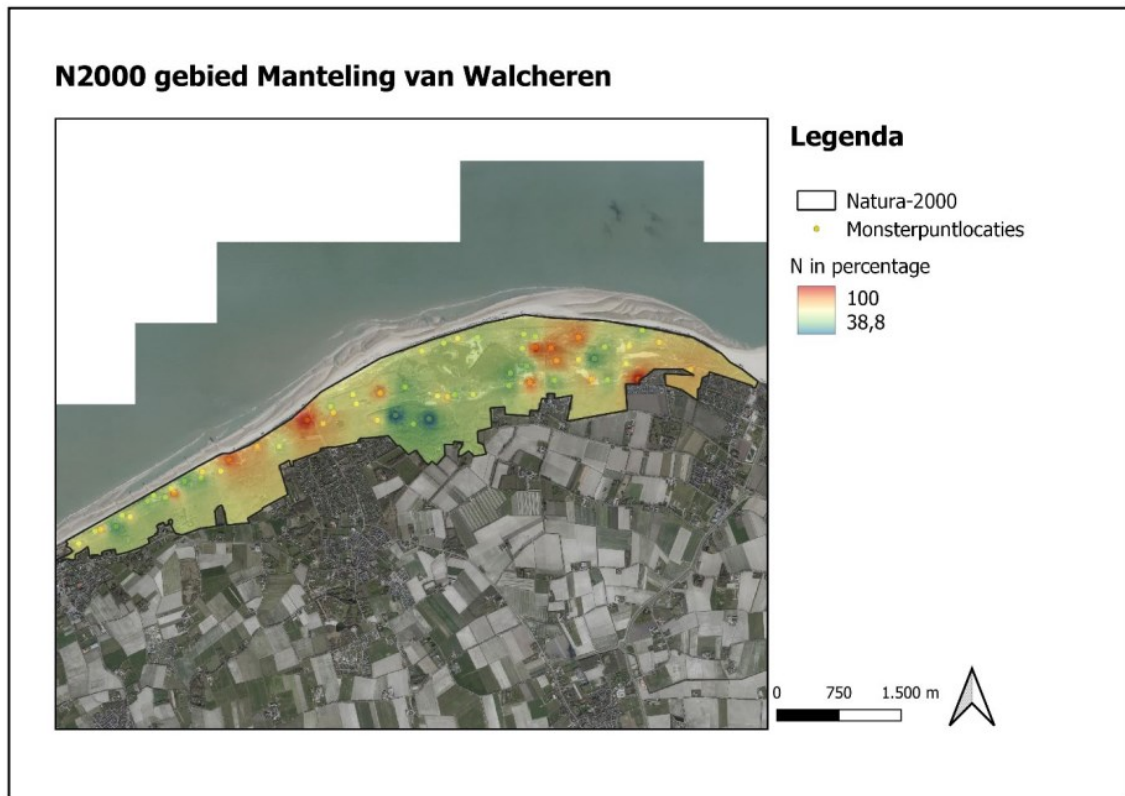 N2000 gebied Manteling van Walcheren
Legenda
Natura-2000
Monsterpuntlocaties
N in percentage
100
38,8
0 750 1.500 m